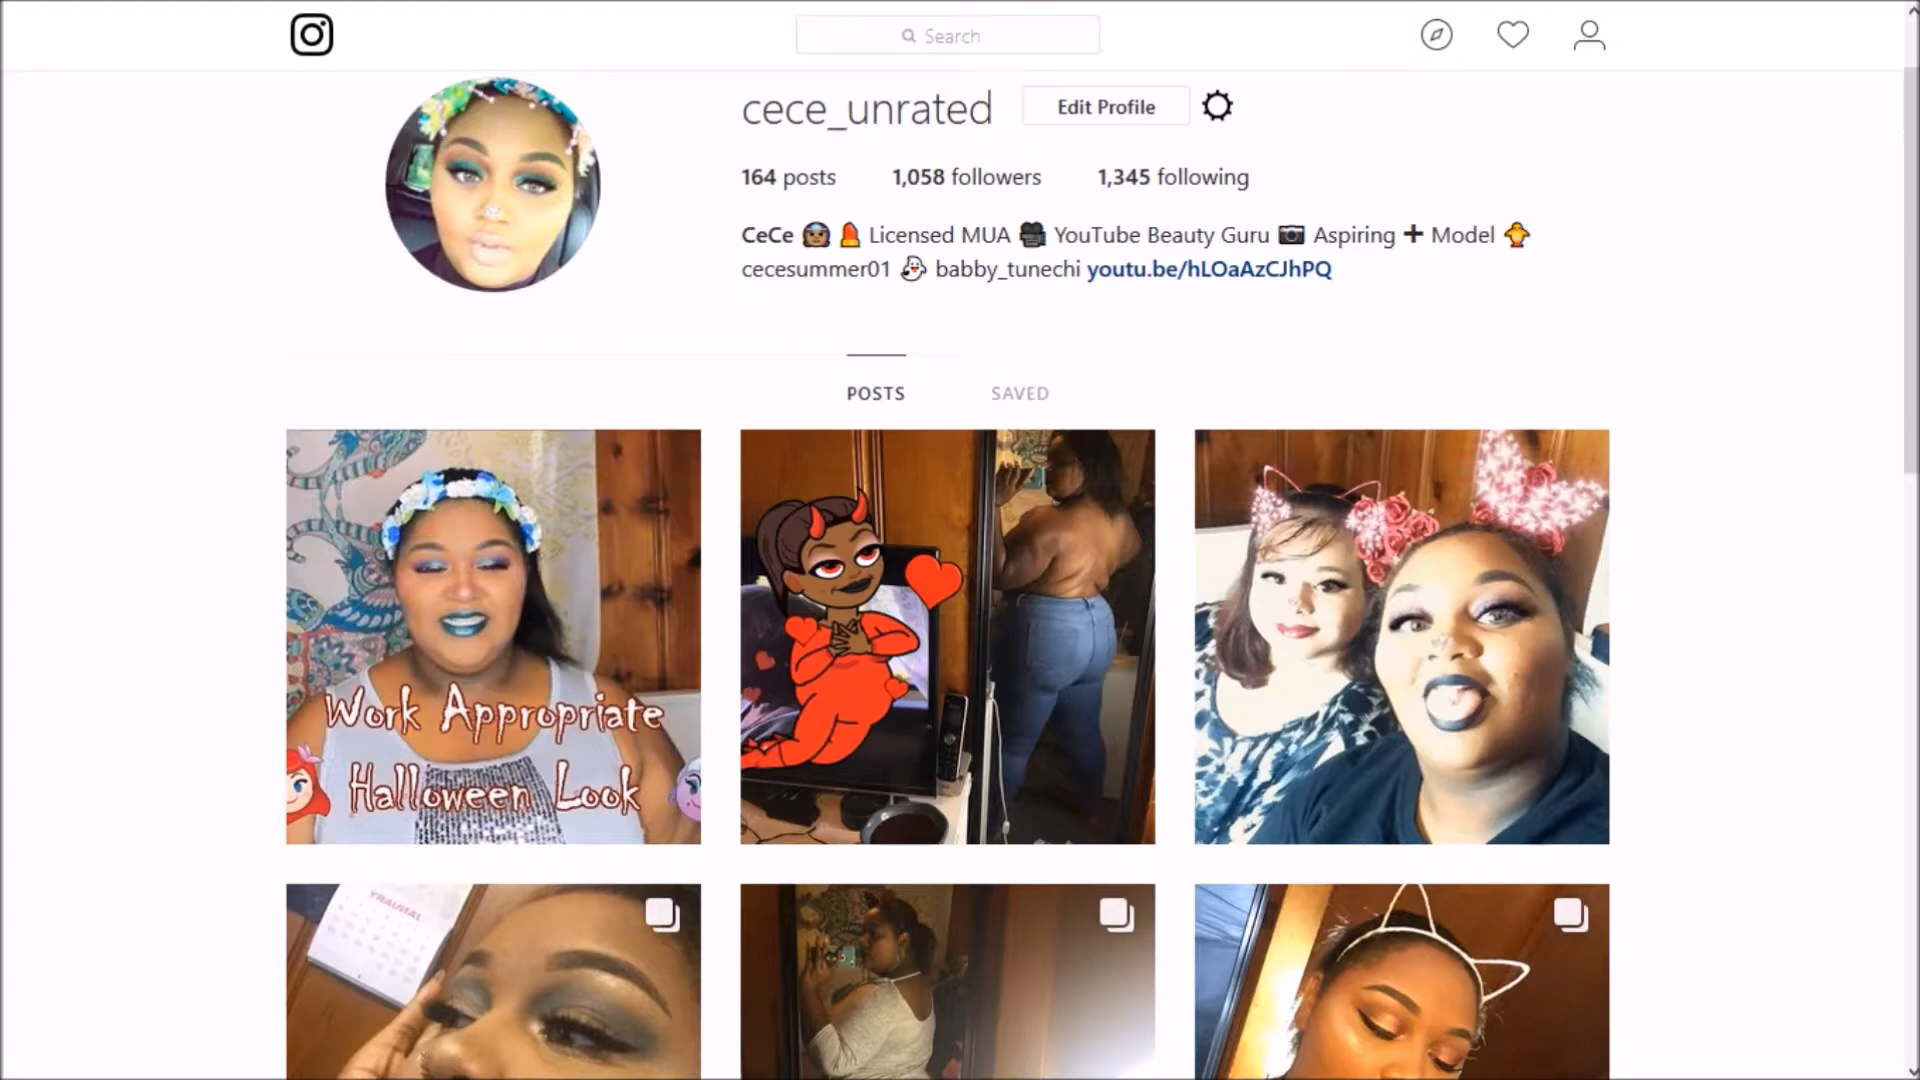 Search
cece_unrated
Edit Profile
164 posts
1,058 followers
1,345 following
CeCe Licensed MUA YouTube Beauty Guru Aspiring Model
cecesummer01 babby_tunechi youtu.be/hLOaAzCJhPQ
POSTS
SAVED
Work Appropriate
Halloween Look
JANUARY